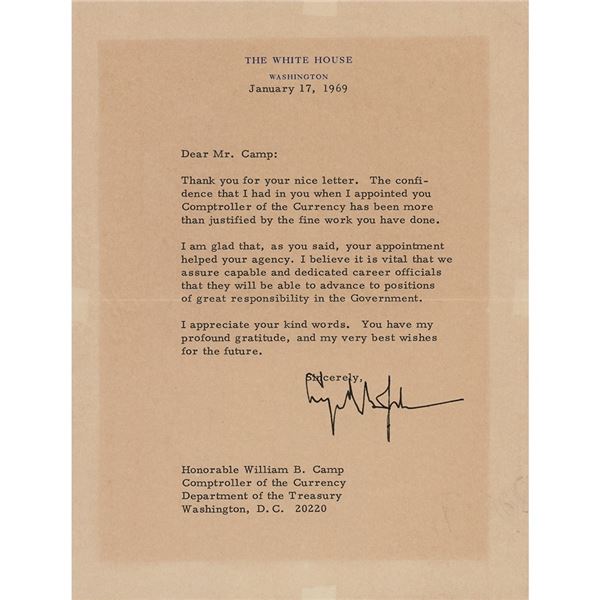 THE WHITE HOUSE
WASHINGTON
January 17, 1969
Dear Mr. Camp:
Thank you for your nice letter. The confi-
dence that I had in you when I appointed you
Comptroller of the Currency has been more
than justified by the fine work you have done.
I am glad that, as you said, your appointment
helped your agency. I believe it is vital that we
assure capable and dedicated career officials
that they will be able to advance to positions
of great responsibility in the Government.
I appreciate your kind words. You have my
profound gratitude, and my very best wishes
for the future.
Sincerely,
Honorable William B. Camp
Comptroller of the Currency
Department of the Treasury
Washington, D. C. 20220